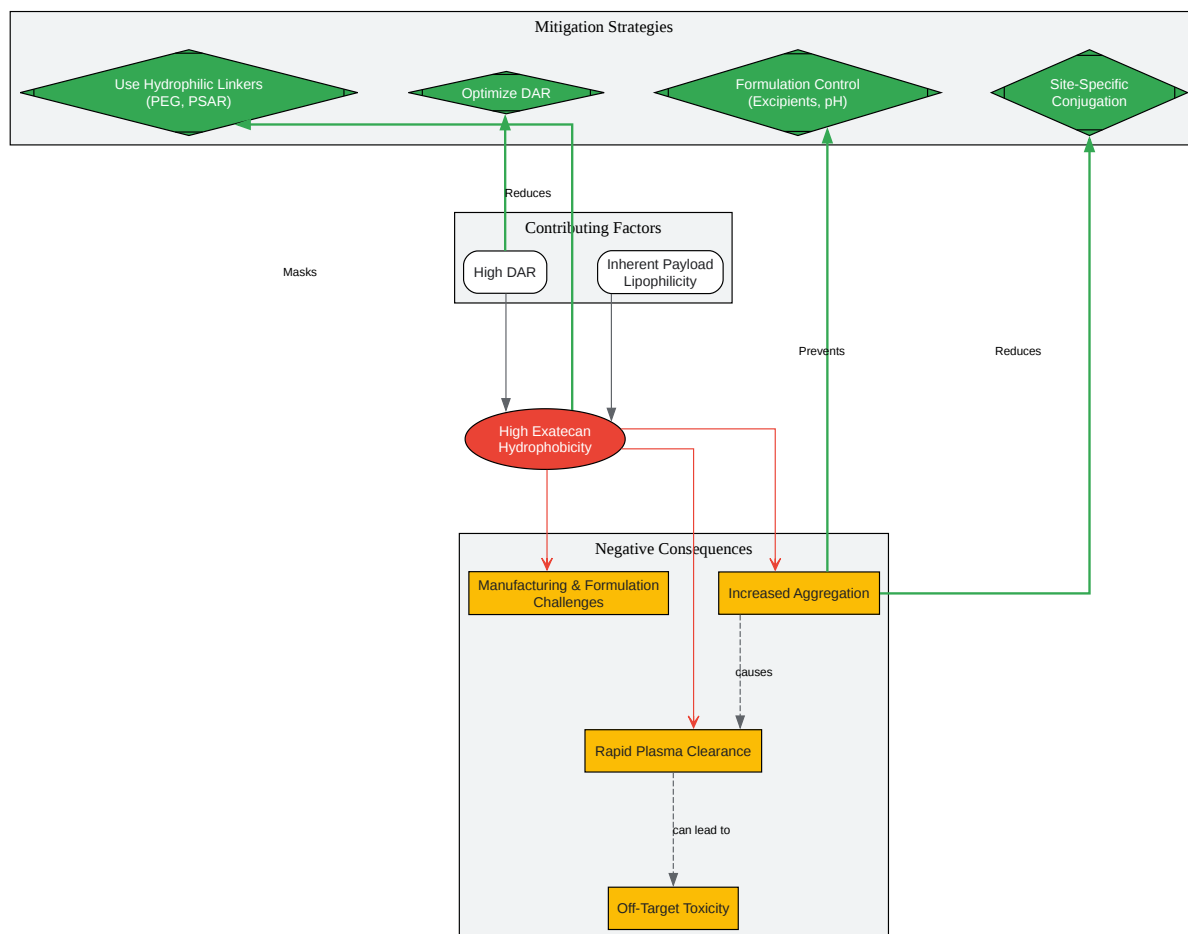 Mitigation Strategies
Use Hydrophilic Linkers
(PEG, PSAR)
Optimize DAR
Formulation Control
(Excipients, pH)
Site-Specific
Conjugation
Reduces
Contributing Factors
High DAR
Inherent Payload
Lipophilicity
Masks
Prevents
Reduces
High Exatecan
Hydrophobicity
Negative Consequences
Manufacturing & Formulation
Challenges
Increased Aggregation
causes
Rapid Plasma Clearance
can lead to
Off-Target Toxicity